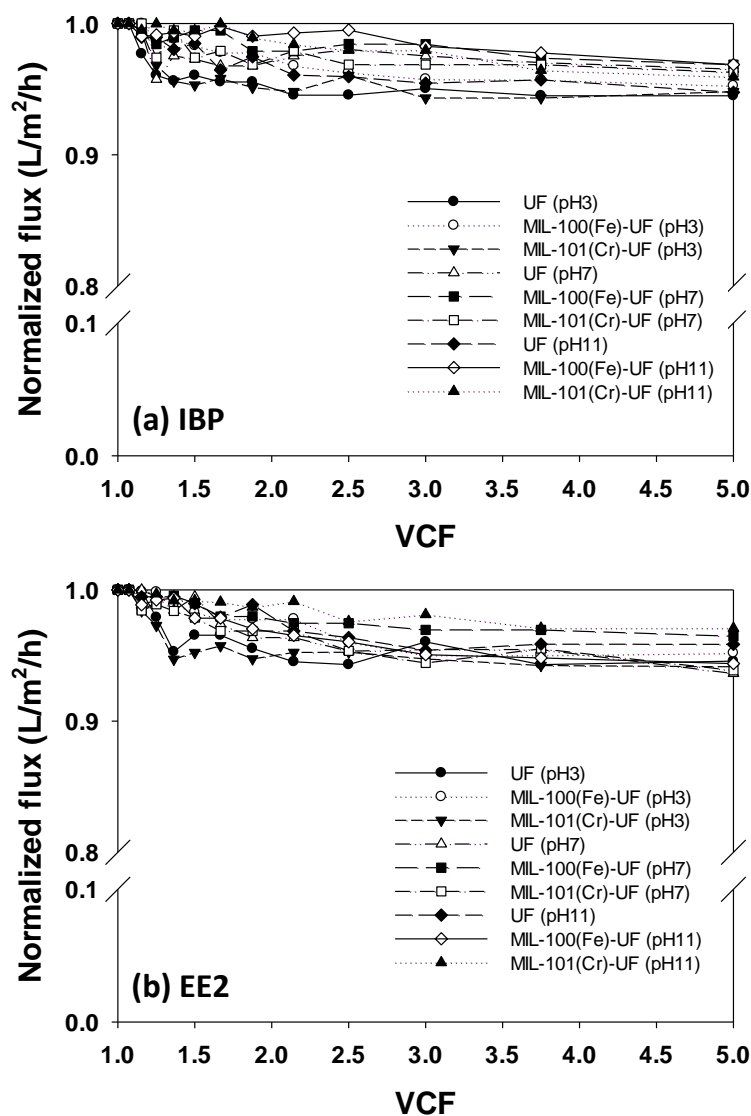 Normalized flux (L/m²/h)
1.0
0.9
0.8
0.1
0.0
UF (pH3)
MIL-100(Fe)-UF (pH3)
MIL-101(Cr)-UF (pH3)
UF (pH7)
MIL-100(Fe)-UF (pH7)
MIL-101(Cr)-UF (pH7)
UF (pH11)
MIL-100(Fe)-UF (pH11)
MIL-101(Cr)-UF (pH11)
(a) IBP
1.0 1.5 2.0 2.5 3.0 3.5 4.0 4.5 5.0
VCF
Normalized flux (L/m²/h)
1.0
0.9
0.8
0.1
0.0
UF (pH3)
MIL-100(Fe)-UF (pH3)
MIL-101(Cr)-UF (pH3)
UF (pH7)
MIL-100(Fe)-UF (pH7)
MIL-101(Cr)-UF (pH7)
UF (pH11)
MIL-100(Fe)-UF (pH11)
MIL-101(Cr)-UF (pH11)
(b) EE2
1.0 1.5 2.0 2.5 3.0 3.5 4.0 4.5 5.0
VCF